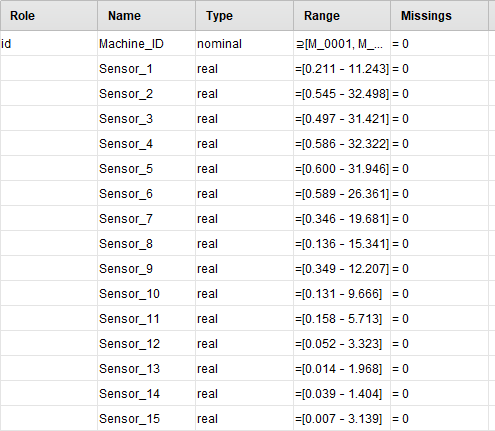 Role Name Type Range Missings
id Machine_ID nominal ⊇[M_0001, M_... = 0
Sensor_1 real =[0.211 - 11.243] = 0
Sensor_2 real =[0.545 - 32.498] = 0
Sensor_3 real =[0.497 - 31.421] = 0
Sensor_4 real =[0.586 - 32.322] = 0
Sensor_5 real =[0.600 - 31.946] = 0
Sensor_6 real =[0.589 - 26.361] = 0
Sensor_7 real =[0.346 - 19.681] = 0
Sensor_8 real =[0.136 - 15.341] = 0
Sensor_9 real =[0.349 - 12.207] = 0
Sensor_10 real =[0.131 - 9.666] = 0
Sensor_11 real =[0.158 - 5.713] = 0
Sensor_12 real =[0.052 - 3.323] = 0
Sensor_13 real =[0.014 - 1.968] = 0
Sensor_14 real =[0.039 - 1.404] = 0
Sensor_15 real =[0.007 - 3.139] = 0